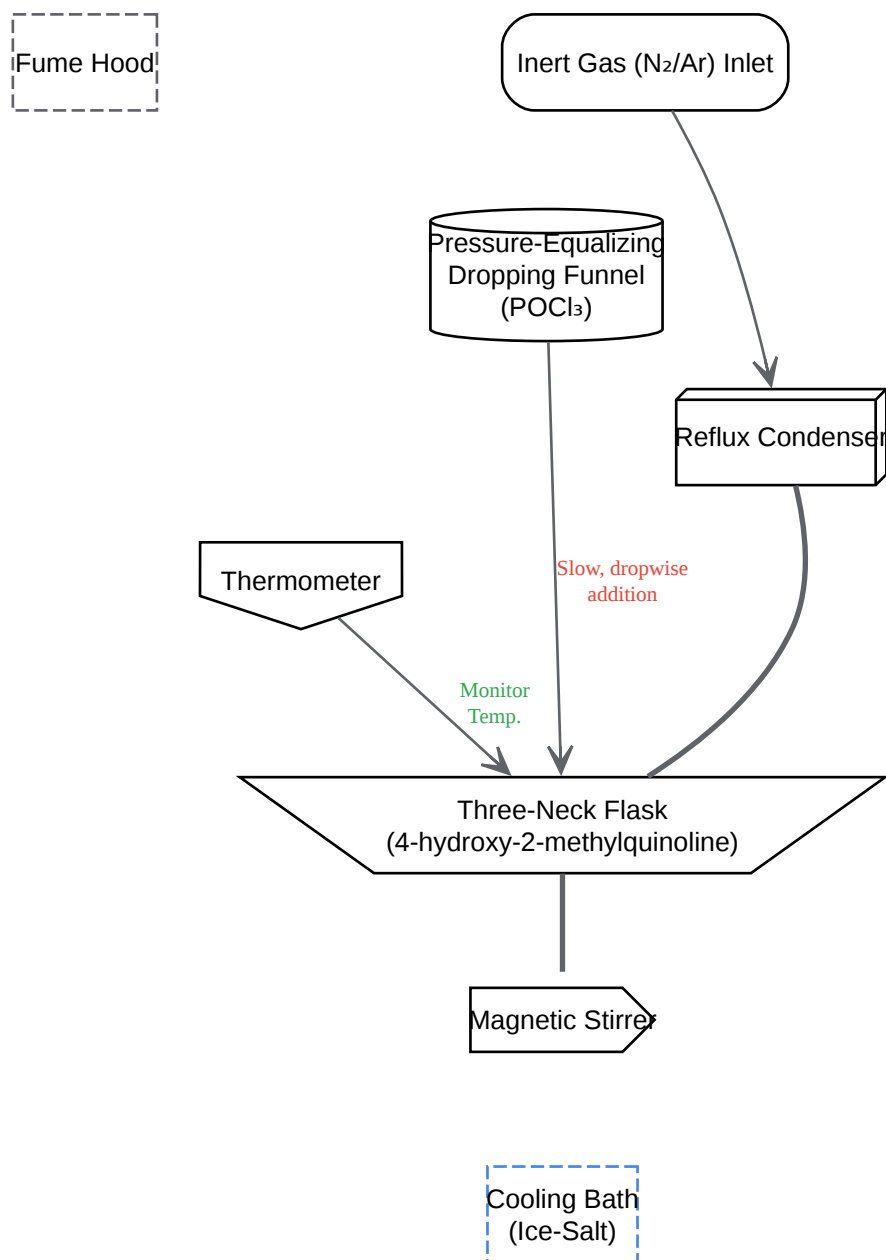 Fume Hood
Inert Gas (N₂/Ar) Inlet
Pressure-Equalizing
Dropping Funnel
(POCl₃)
Reflux Condenser
Slow, dropwise
addition
Thermometer
Monitor
Temp.
Three-Neck Flask
(4-hydroxy-2-methylquinoline)
Magnetic Stirrer
Cooling Bath
(Ice-Salt)